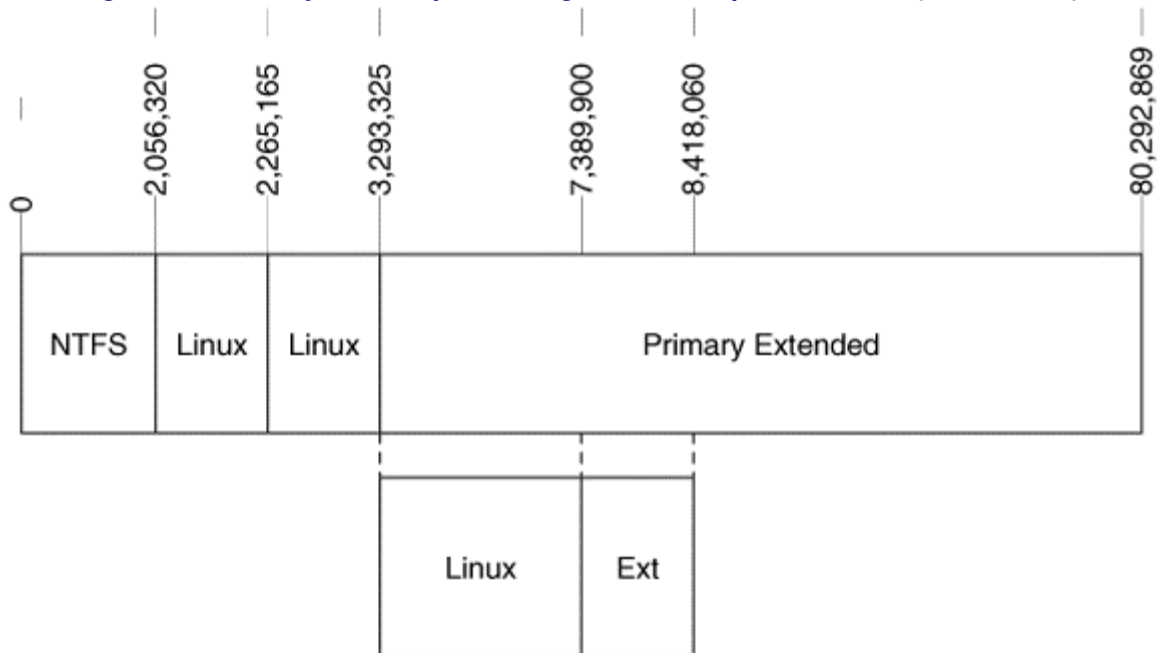 0
2,056,320
2,265,165
3,293,325
7,389,900
8,418,060
80,292,869
NTFS
Linux
Linux
Primary Extended
Linux
Ext